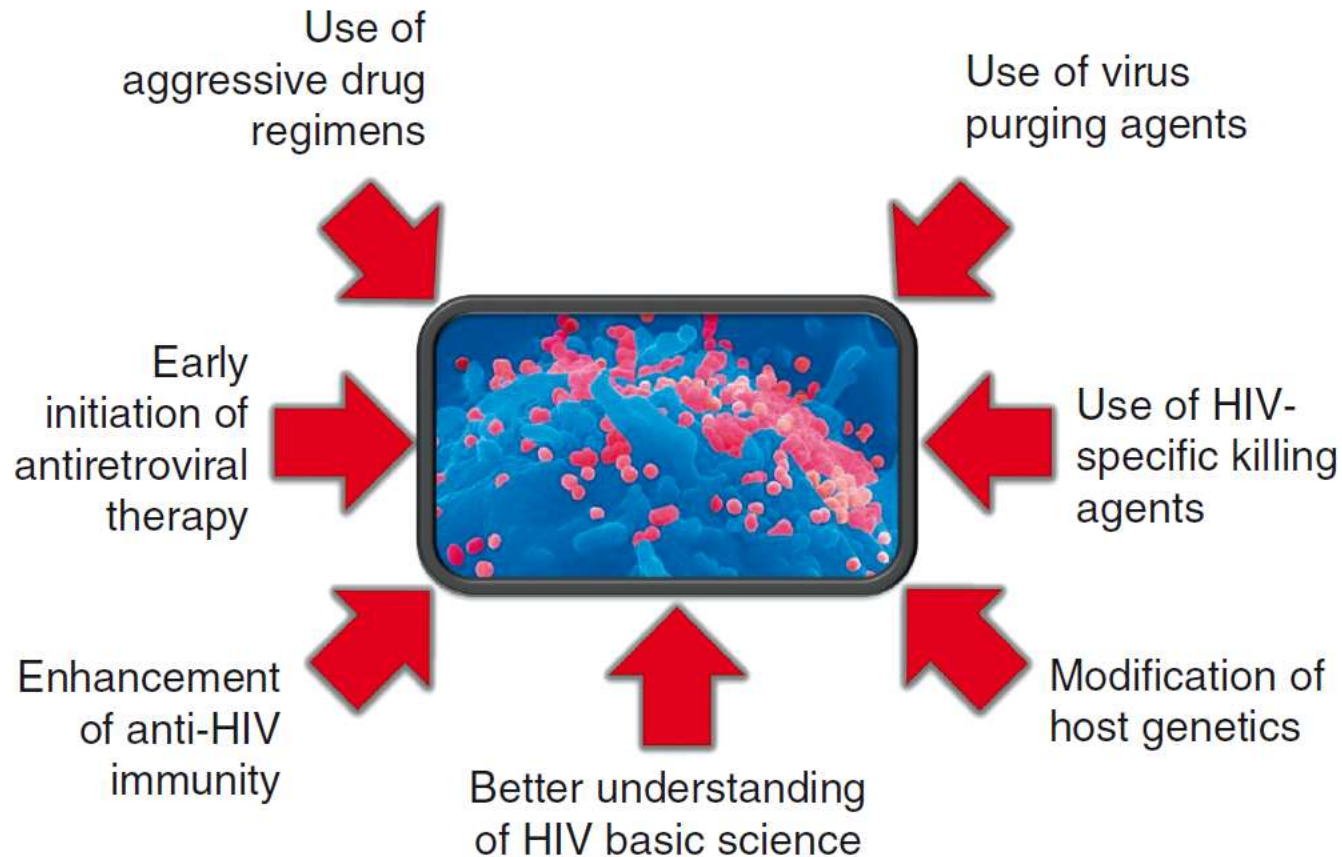 Use of
aggressive drug
regimens
Use of virus
purging agents
Early
initiation of
antiretroviral
therapy
Use of HIV-
specific killing
agents
Enhancement
of anti-HIV
immunity
Modification of
host genetics
Better understanding
of HIV basic science